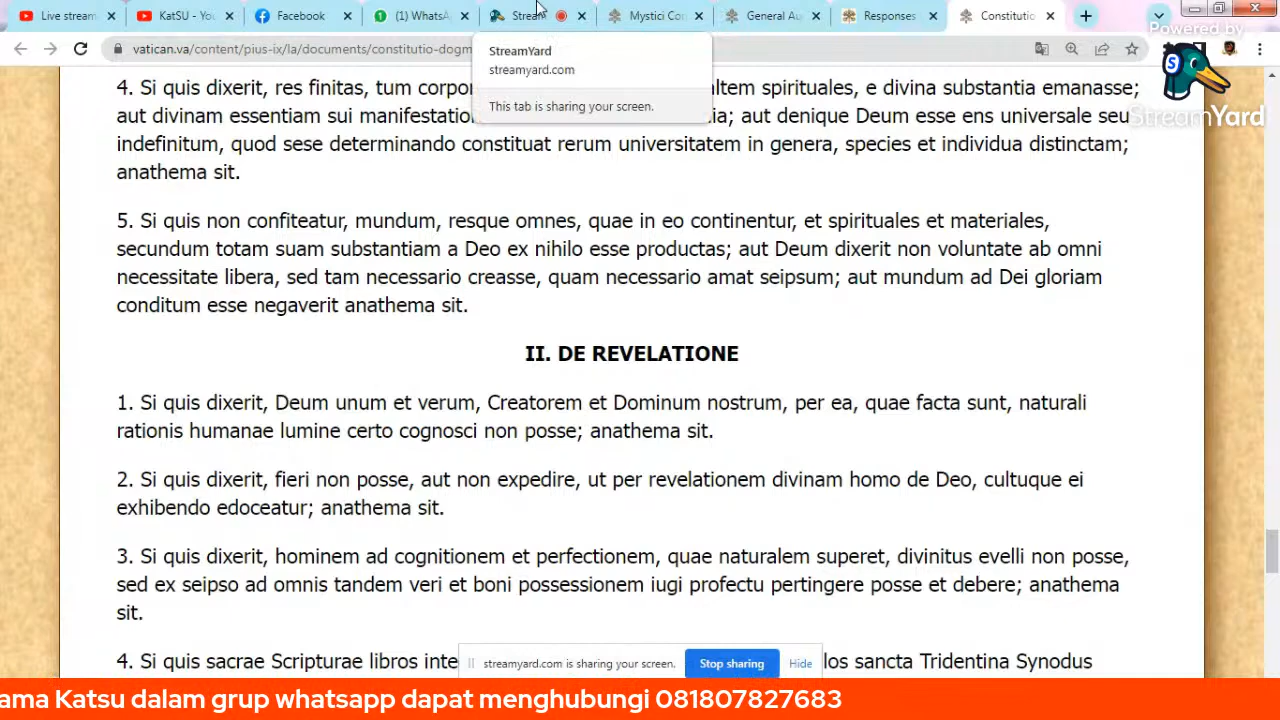 Live stream
KatSU - You
Facebook
(1) WhatsA
Strea
Mystici Co
General Au
Responses
Constitutio
vatican.va/content/pius-ix/la/documents/constitutio-dogm
StreamYard
streamyard.com
This tab is sharing your screen.
Powered by
StreamYard
4. Si quis dixerit, res finitas, tum corpo ltem spirituales, e divina substantia emanasse;
aut divinam essentiam sui manifestatio ia; aut denique Deum esse ens universale seu
indefinitum, quod sese determinando constituat rerum universitatem in genera, species et individua distinctam;
anathema sit.
5. Si quis non confiteatur, mundum, resque omnes, quae in eo continentur, et spirituales et materiales,
secundum totam suam substantiam a Deo ex nihilo esse productas; aut Deum dixerit non voluntate ab omni
necessitate libera, sed tam necessario creasse, quam necessario amat seipsum; aut mundum ad Dei gloriam
conditum esse negaverit anathema sit.
II. DE REVELATIONE
1. Si quis dixerit, Deum unum et verum, Creatorem et Dominum nostrum, per ea, quae facta sunt, naturali
rationis humanae lumine certo cognosci non posse; anathema sit.
2. Si quis dixerit, fieri non posse, aut non expedire, ut per revelationem divinam homo de Deo, cultuque ei
exhibendo edoceatur; anathema sit.
3. Si quis dixerit, hominem ad cognitionem et perfectionem, quae naturalem superet, divinitus evelli non posse,
sed ex seipso ad omnis tandem veri et boni possessionem iugi profectu pertingere posse et debere; anathema
sit.
4. Si quis sacrae Scripturae libros inte los sancta Tridentina Synodus
streamyard.com is sharing your screen.
Stop sharing
Hide
ama Katsu dalam grup whatsapp dapat menghubungi 081807827683